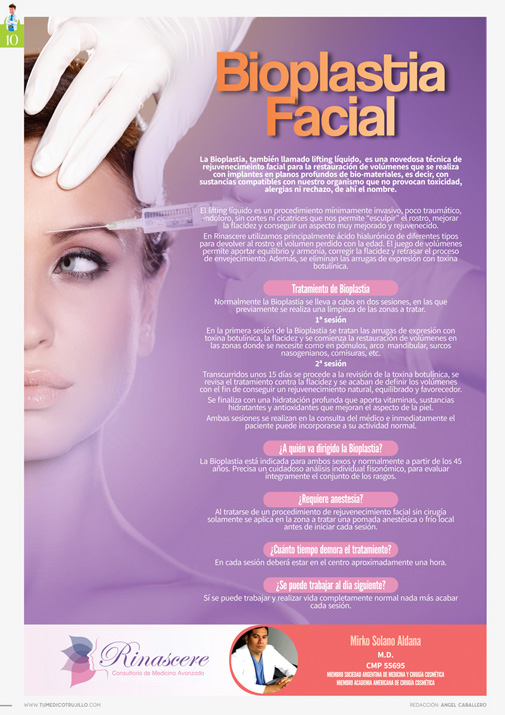 10
Bioplastia
Facial
La Bioplastia, también llamado lifting líquido, es una novedosa técnica de
rejuvenecimeinto facial para la restauración de volúmenes que se realiza
con implantes en planos profundos de bio-materiales, es decir, con
sustancias compatibles con nuestro organismo que no provocan toxicidad,
alergias ni rechazo, de ahí el nombre.
El lifting líquido es un procedimiento mínimamente invasivo, poco traumático,
indoloro, sin cortes ni cicatrices que nos permite "esculpir" el rostro, mejorar
la flacidez y conseguir un aspecto muy mejorado y rejuvenecido.
En Rinascere utilizamos principalmente ácido hialurónico de diferentes tipos
para devolver al rostro el volumen perdido con la edad. El juego de volúmenes
permite aportar equilibrio y armonía, corregir la flacidez y retrasar el proceso
de envejecimiento. Además, se eliminan las arrugas de expresión con toxina
botulínica.
Tratamiento de Bioplastia
Normalmente la Bioplastia se lleva a cabo en dos sesiones, en las que
previamente se realiza una limpieza de las zonas a tratar.
1ª sesión
En la primera sesión de la Bioplastia se tratan las arrugas de expresión con
toxina botulínica, la flacidez y se comienza la restauración de volúmenes en
las zonas donde se necesite como en pómulos, arco mandibular, surcos
nasogenianos, comisuras, etc.
2ª sesión
Transcurridos unos 15 días se procede a la revisión de la toxina botulínica, se
revisa el tratamiento contra la flacidez y se acaban de definir los volúmenes
con el fin de conseguir un rejuvenecimiento natural, equilibrado y favorecedor.
Se finaliza con una hidratación profunda que aporta vitaminas, sustancias
hidratantes y antioxidantes que mejoran el aspecto de la piel.
Ambas sesiones se realizan en la consulta del médico e inmediatamente el
paciente puede incorporarse a su actividad normal.
¿A quién va dirigido la Bioplastia?
La Bioplastia está indicada para ambos sexos y normalmente a partir de los 45
años. Precisa un cuidadoso análisis individual fisonómico, para evaluar
íntegramente el conjunto de los rasgos.
¿Requiere anestesia?
Al tratarse de un procedimiento de rejuvenecimiento facial sin cirugía
solamente se aplica en la zona a tratar una pomada anestésica o frío local
antes de iniciar cada sesión.
¿Cuánto tiempo demora el tratamiento?
En cada sesión deberá estar en el centro aproximadamente una hora.
¿Se puede trabajar al día siguiente?
Sí se puede trabajar y realizar vida completamente normal nada más acabar
cada sesión.
Rinascere
Consultorio de Medicina Avanzada
Mirko Solano Aldana
M.D.
CMP 55695
MIEMBRO SOCIEDAD ARGENTINA DE MEDICINA Y CIRUGÍA COSMÉTICA
MIEMBRO ACADEMIA AMERICANA DE CIRUGÍA COSMÉTICA
WWW.TUMEDICOTRUJILLO.COM
REDACCIÓN: ANGEL CABALLERO